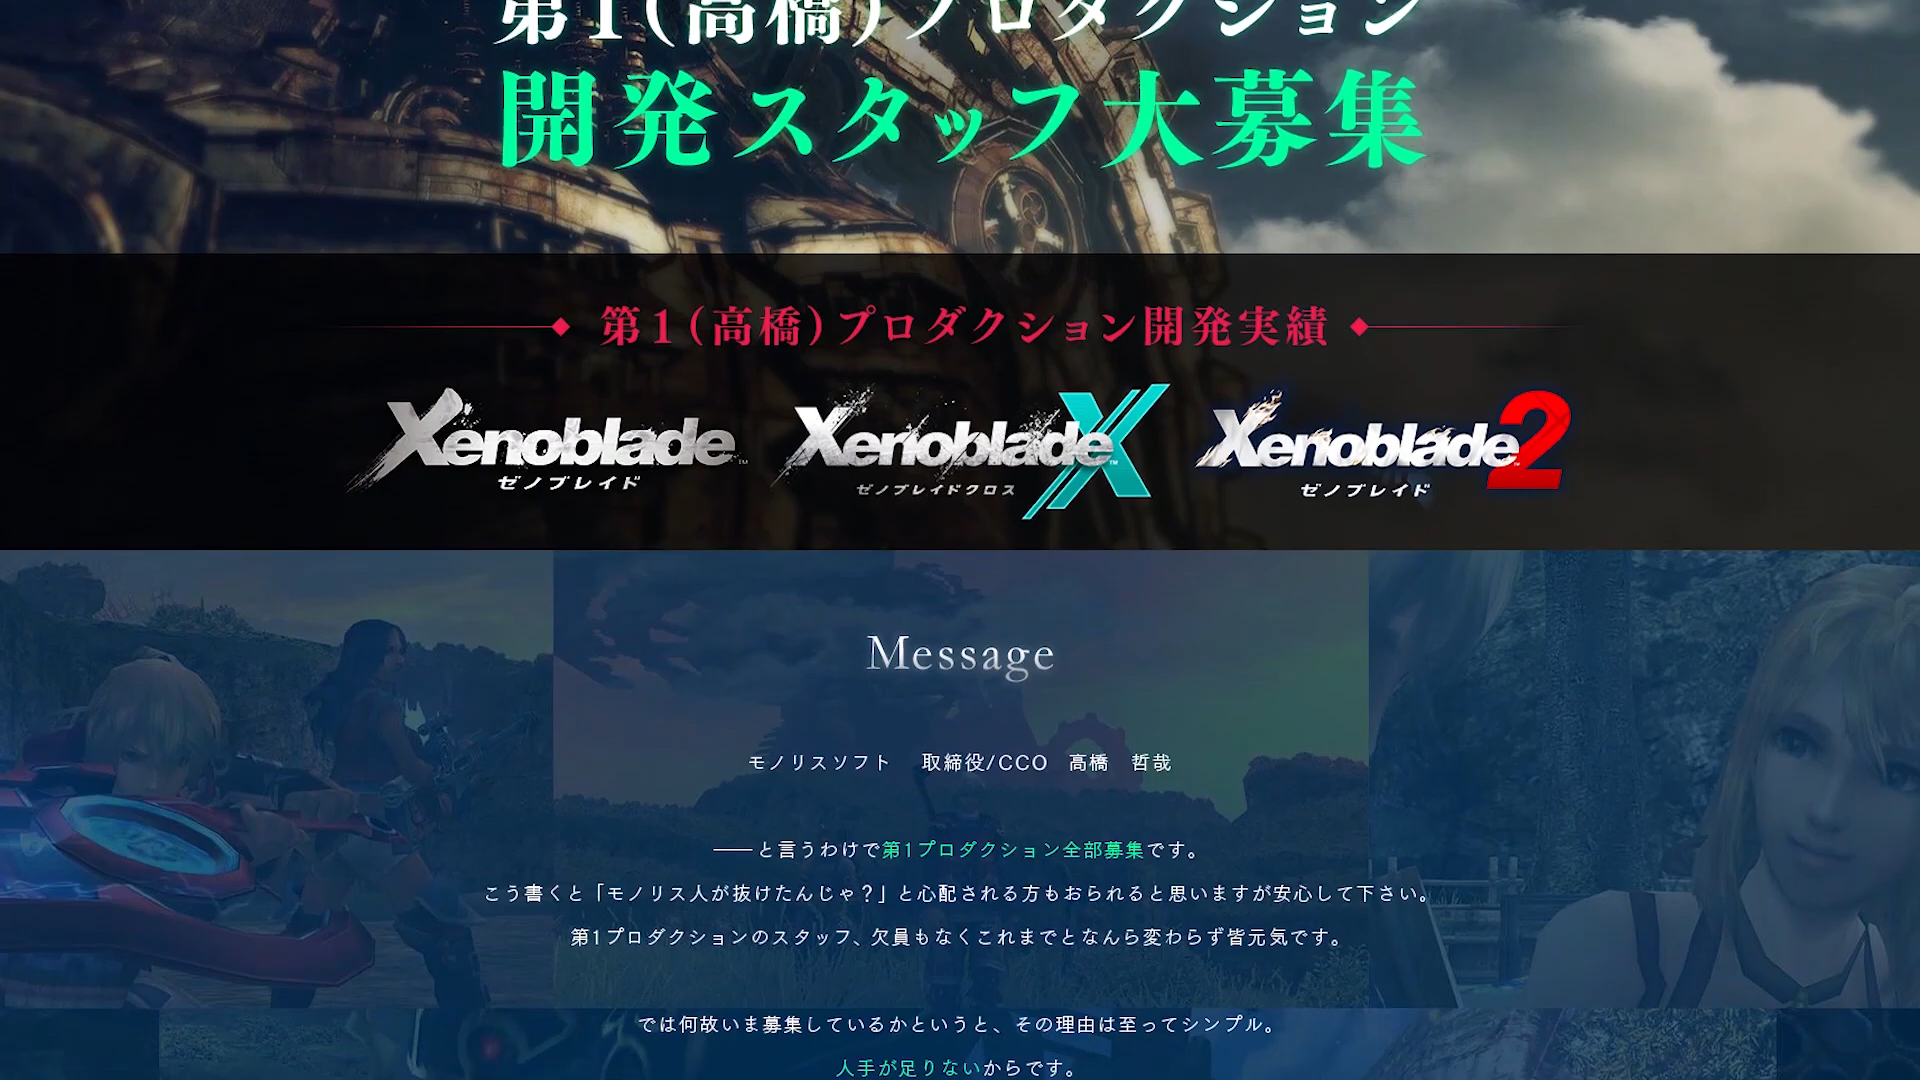 第1(高橋)プロダクション
開発スタッフ大募集
第1(高橋)プロダクション開発実績
Xenoblade™
ゼノブレイド
XenobladeX™
ゼノブレイドクロス
Xenoblade2™
ゼノブレイド
Message
モノリスソフト 取締役/CCO 高橋 哲哉
――と言うわけで第1プロダクション全部募集です。
こう書くと「モノリス人が抜けたんじゃ？」と心配される方もおられると思いますが安心して下さい。
第1プロダクションのスタッフ、欠員もなくこれまでとなんら変わらず皆元気です。
では何故いま募集しているかというと、その理由は至ってシンプル。
人手が足りないからです。